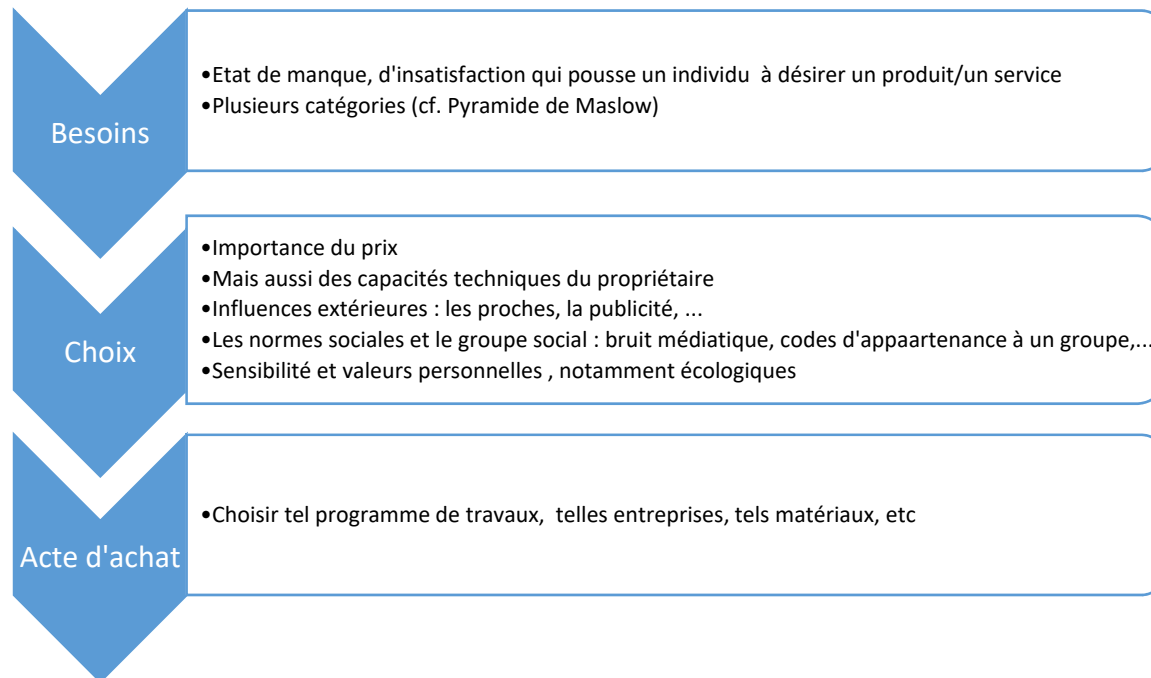 Besoins
•Etat de manque, d'insatisfaction qui pousse un individu à désirer un produit/un service
•Plusieurs catégories (cf. Pyramide de Maslow)
Choix
•Importance du prix
•Mais aussi des capacités techniques du propriétaire
•Influences extérieures : les proches, la publicité, ...
•Les normes sociales et le groupe social : bruit médiatique, codes d'appaartenance à un groupe,...
•Sensibilité et valeurs personnelles , notamment écologiques
Acte d'achat
•Choisir tel programme de travaux, telles entreprises, tels matériaux, etc